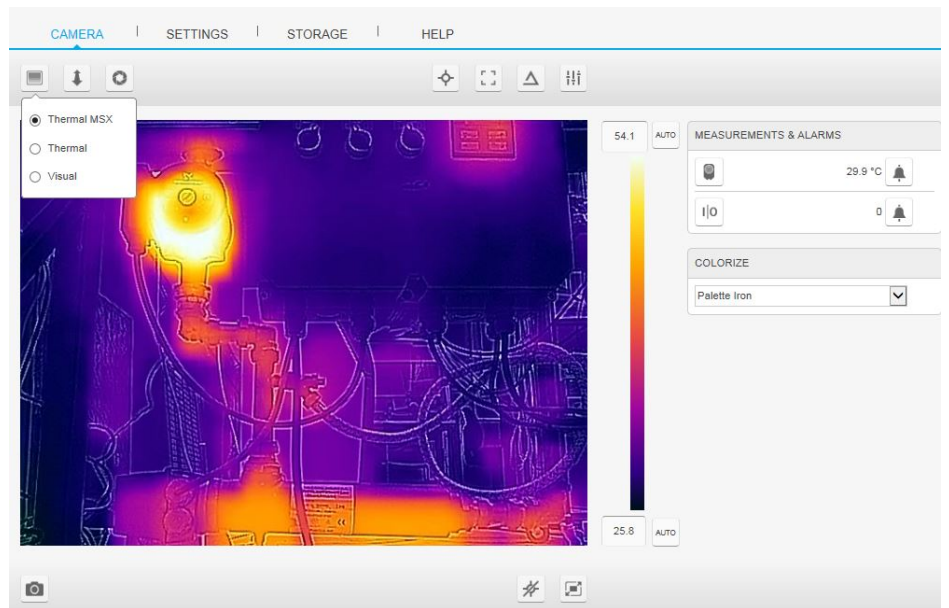 CAMERA | SETTINGS | STORAGE | HELP
Thermal MSX
Thermal
Visual
54.1 AUTO
MEASUREMENTS & ALARMS
29.9 °C
I|O 0
COLORIZE
Palette Iron
25.8 AUTO